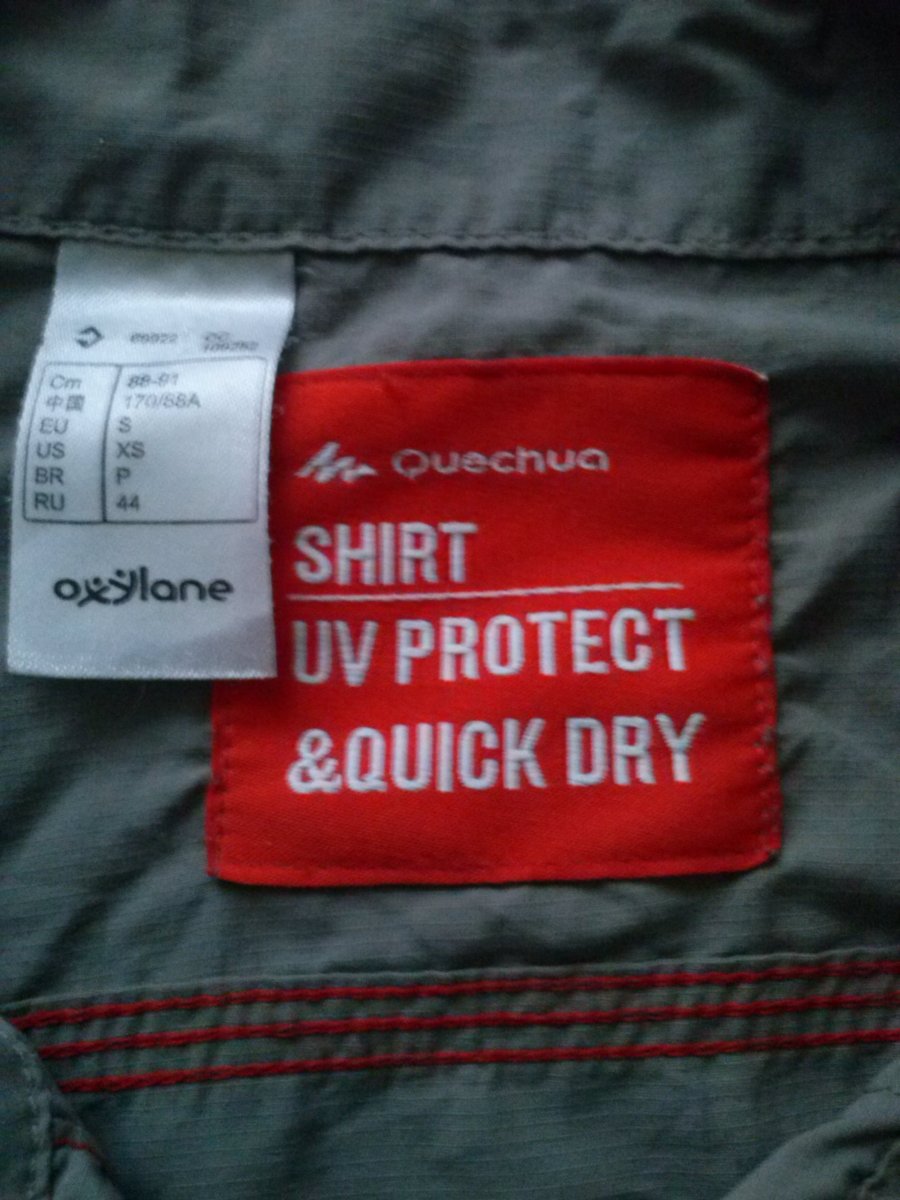 Cm 88-91
中国 170/88A
EU S
US XS
BR P
RU 44
oxylane
Quechua
SHIRT
UV PROTECT
&QUICK DRY